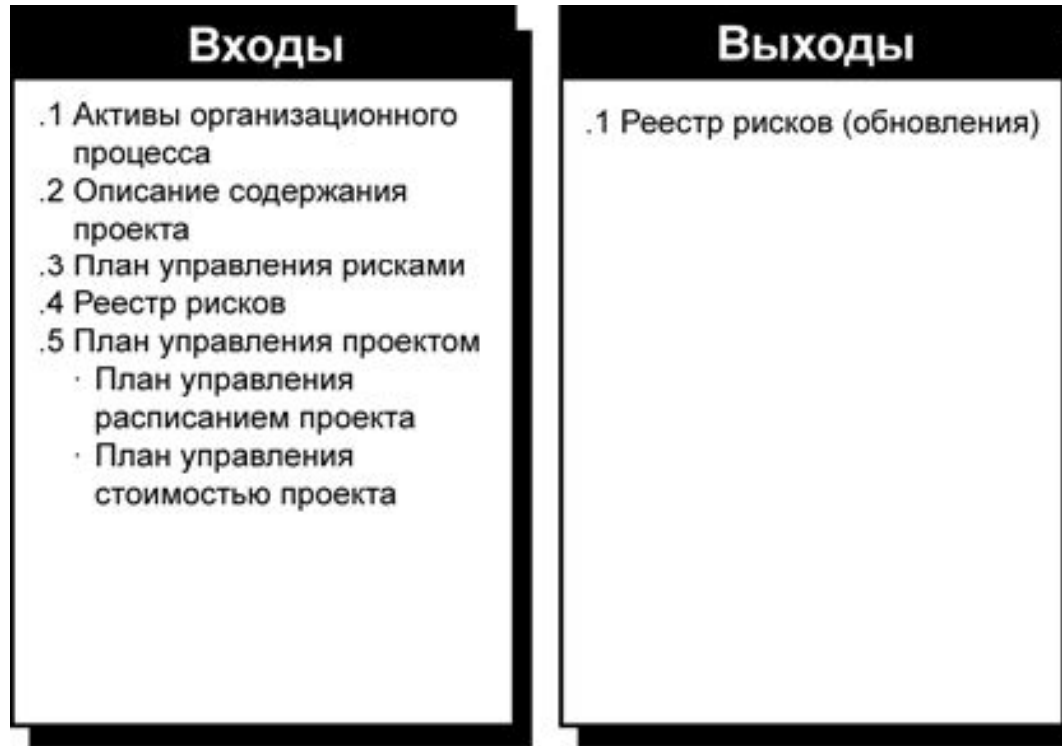 Входы
.1 Активы организационного
процесса
.2 Описание содержания
проекта
.3 План управления рисками
.4 Реестр рисков
.5 План управления проектом
· План управления
расписанием проекта
· План управления
стоимостью проекта
Выходы
.1 Реестр рисков (обновления)